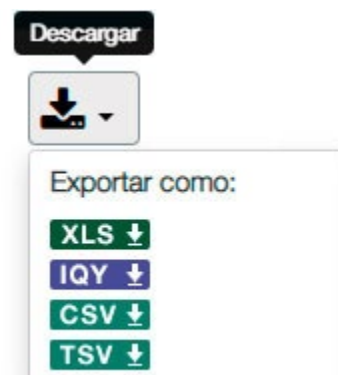 Descargar
Exportar como:
XLS
IQY
CSV
TSV